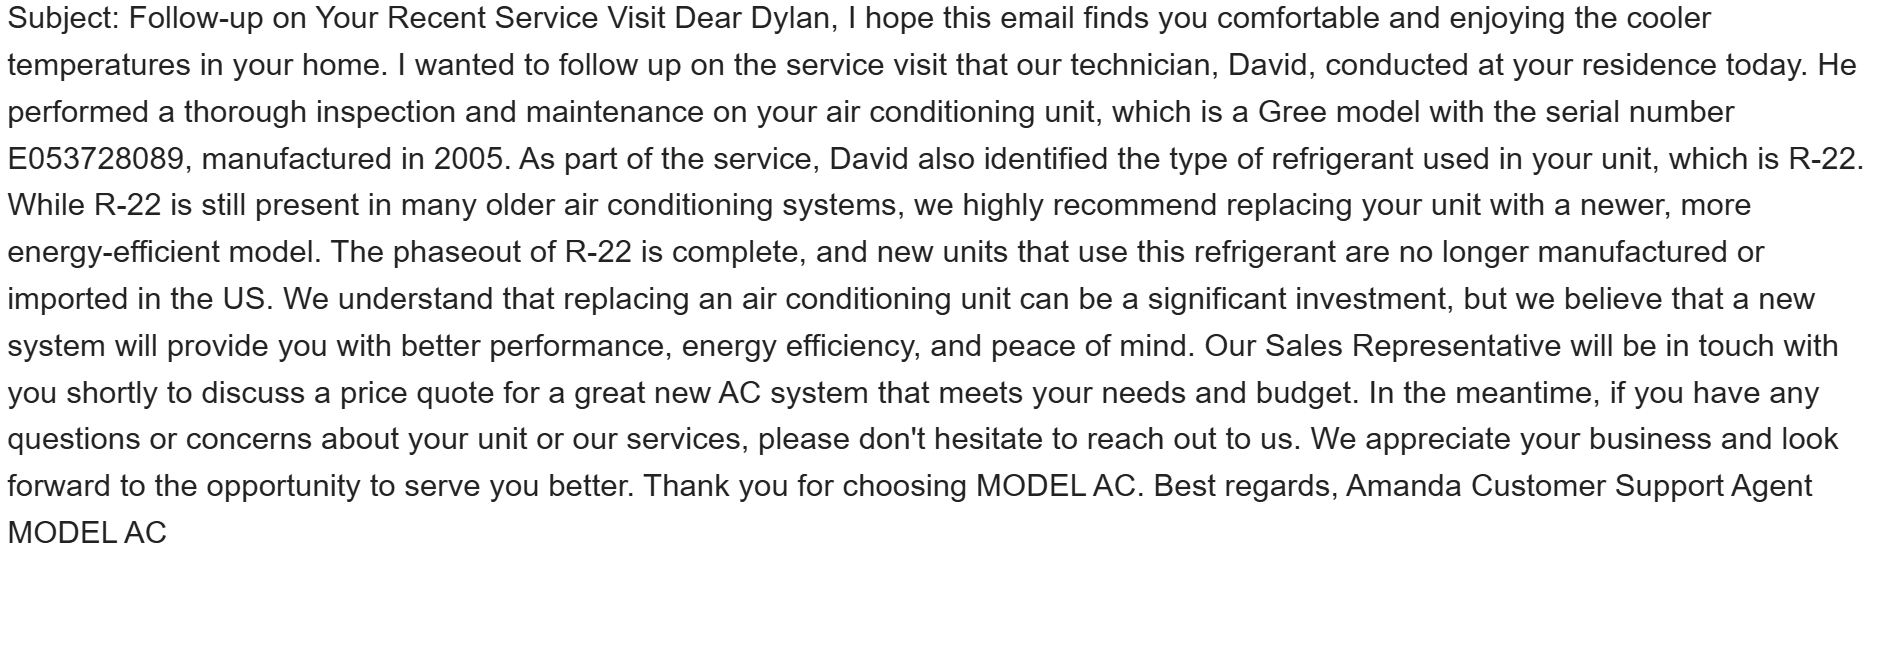 Subject: Follow-up on Your Recent Service Visit Dear Dylan, I hope this email finds you comfortable and enjoying the cooler
temperatures in your home. I wanted to follow up on the service visit that our technician, David, conducted at your residence today. He
performed a thorough inspection and maintenance on your air conditioning unit, which is a Gree model with the serial number
E053728089, manufactured in 2005. As part of the service, David also identified the type of refrigerant used in your unit, which is R-22.
While R-22 is still present in many older air conditioning systems, we highly recommend replacing your unit with a newer, more
energy-efficient model. The phaseout of R-22 is complete, and new units that use this refrigerant are no longer manufactured or
imported in the US. We understand that replacing an air conditioning unit can be a significant investment, but we believe that a new
system will provide you with better performance, energy efficiency, and peace of mind. Our Sales Representative will be in touch with
you shortly to discuss a price quote for a great new AC system that meets your needs and budget. In the meantime, if you have any
questions or concerns about your unit or our services, please don't hesitate to reach out to us. We appreciate your business and look
forward to the opportunity to serve you better. Thank you for choosing MODEL AC. Best regards, Amanda Customer Support Agent
MODEL AC